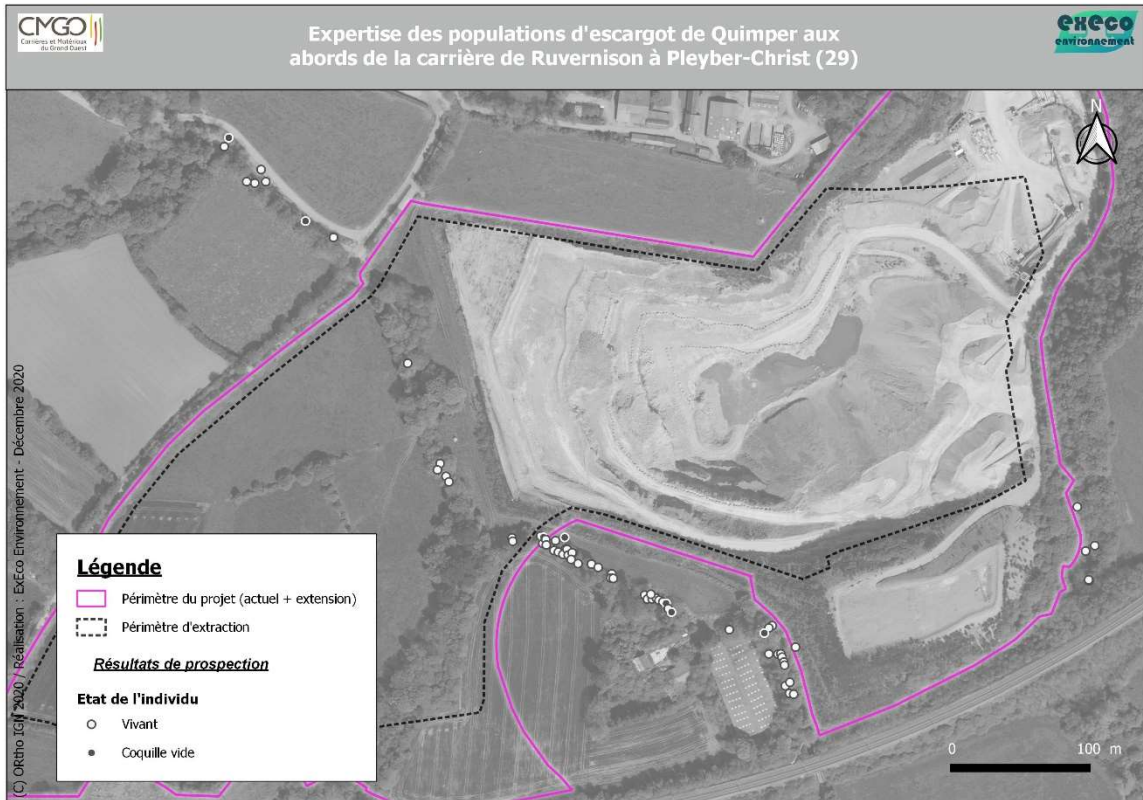 CMGO
Carrières et Matériaux
du Grand Ouest
Expertise des populations d'escargot de Quimper aux
abords de la carrière de Ruvernison à Pleyber-Christ (29)
execo
environnement
N
(C) ORtho IGN 2020 / Réalisation : ExEco Environnement - Décembre 2020
Légende
Périmètre du projet (actuel + extension)
Périmètre d'extraction
Résultats de prospection
Etat de l'individu
Vivant
Coquille vide
0 100 m